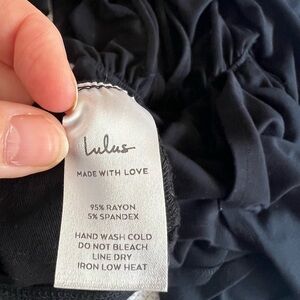 Lulus
MADE WITH LOVE
95% RAYON
5% SPANDEX
HAND WASH COLD
DO NOT BLEACH
LINE DRY
IRON LOW HEAT